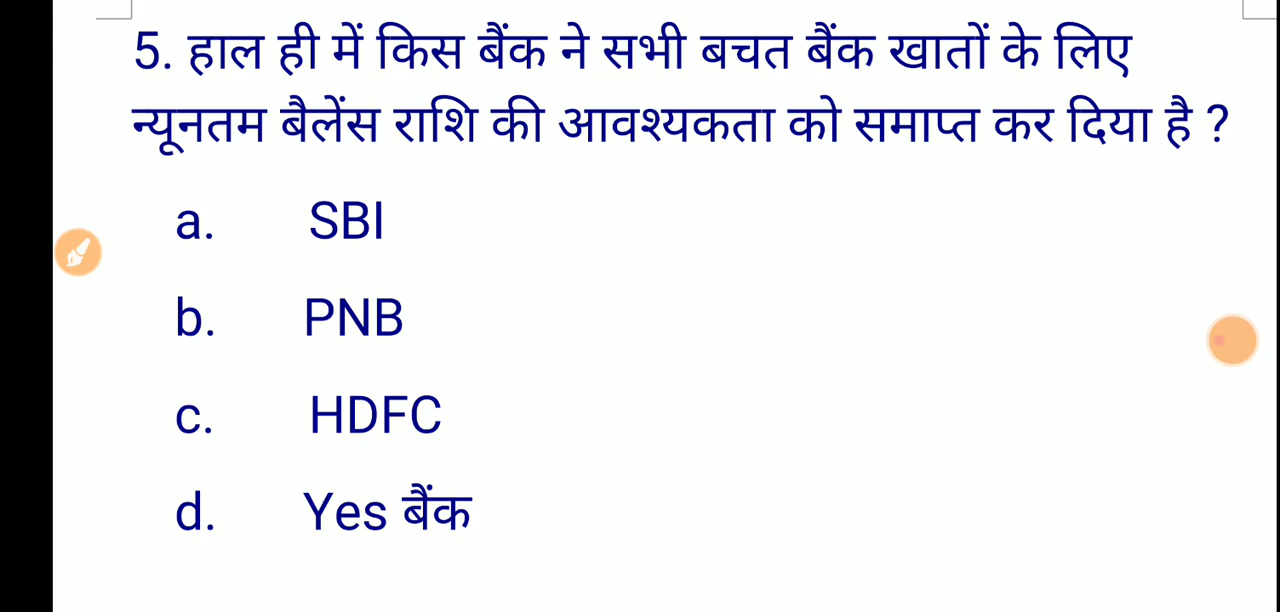 5. हाल ही में किस बैंक ने सभी बचत बैंक खातों के लिए
न्यूनतम बैलेंस राशि की आवश्यकता को समाप्त कर दिया है ?
a. SBI
b. PNB
c. HDFC
d. Yes बैंक